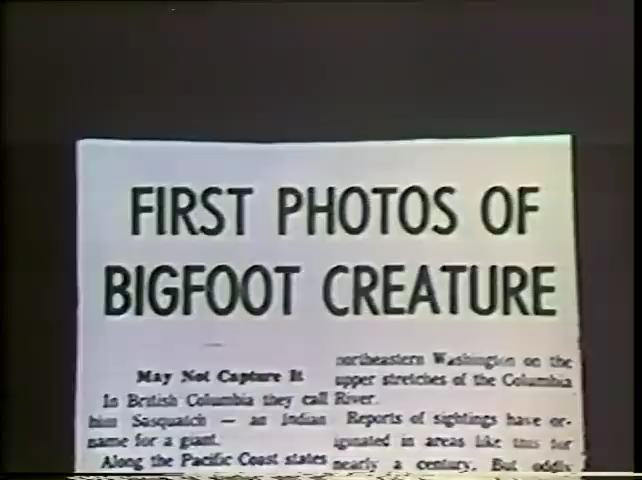 FIRST PHOTOS OF
BIGFOOT CREATURE
May Not Capture It
In British Columbia they call
him Sasquatch — an Indian
name for a giant.
Along the Pacific Coast states
northeastern Washington on the
upper stretches of the Columbia
River.
Reports of sightings have or-
iginated in areas like this for
nearly a century. But oddly